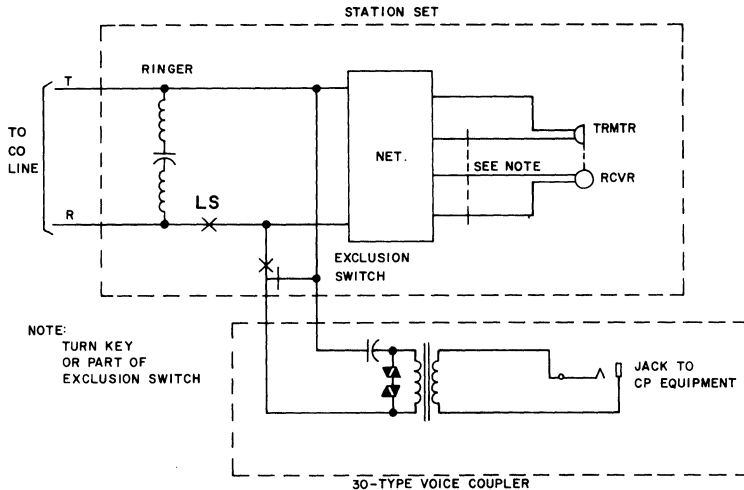 STATION SET
RINGER
T
TO
CO
LINE
R
LS
NET.
TRMTR
SEE NOTE
RCVR
EXCLUSION
SWITCH
NOTE:
TURN KEY
OR PART OF
EXCLUSION SWITCH
JACK TO
CP EQUIPMENT
30-TYPE VOICE COUPLER